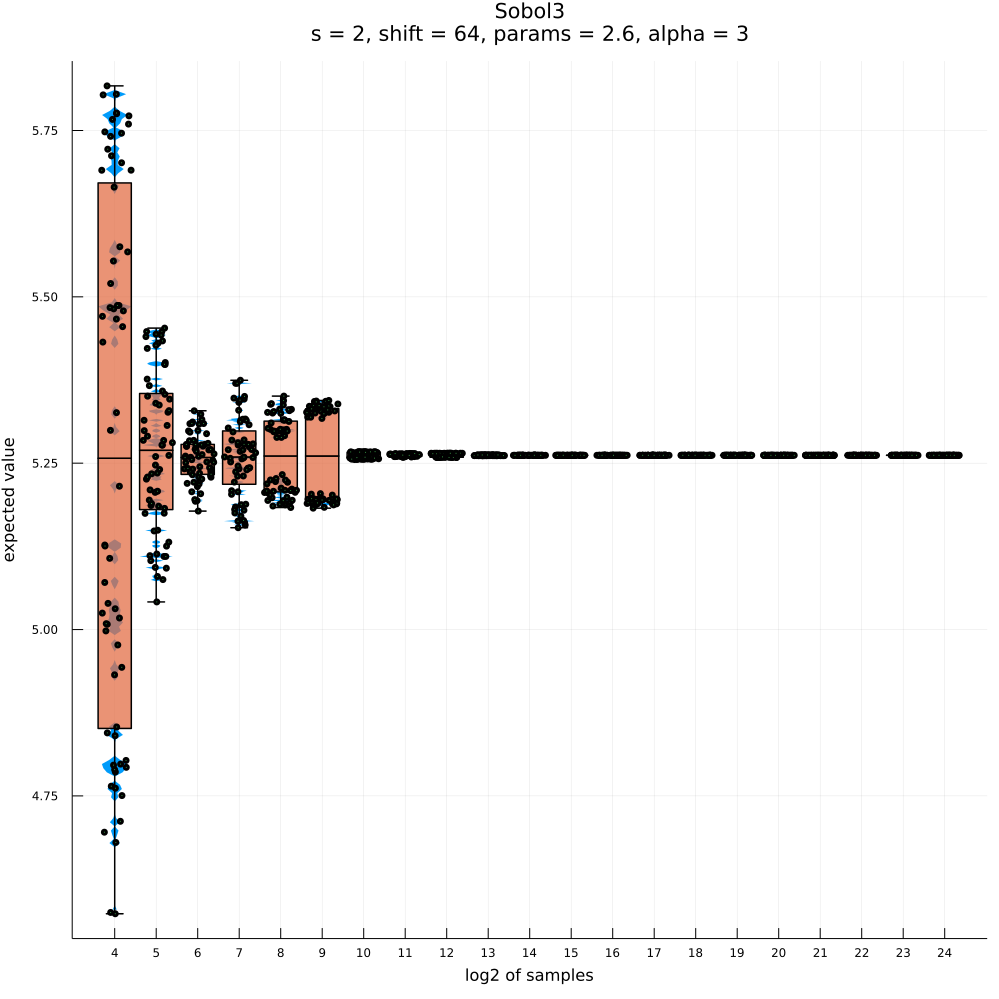 Sobol3
s = 2, shift = 64, params = 2.6, alpha = 3
expected value
5.75
5.50
5.25
5.00
4.75
4 5 6 7 8 9 10 11 12 13 14 15 16 17 18 19 20 21 22 23 24
log2 of samples